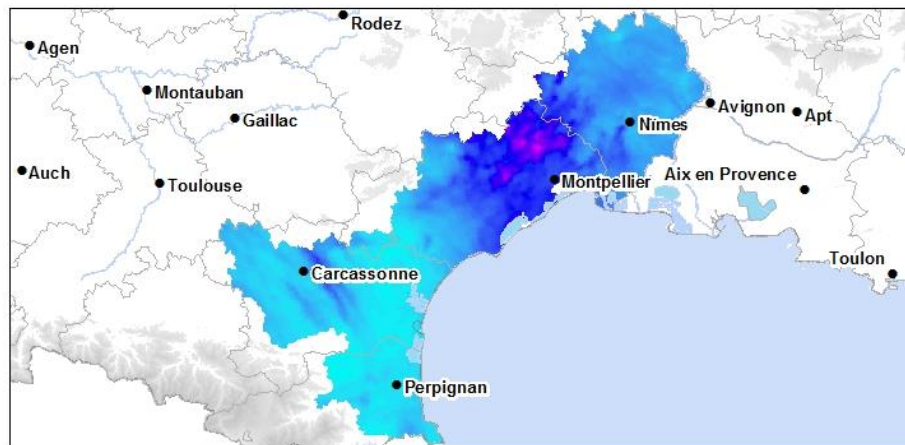 Rodez
Agen
Montauban
Gaillac
Avignon
Apt
Nîmes
Auch
Toulouse
Montpellier
Aix en Provence
Carcassonne
Toulon
Perpignan